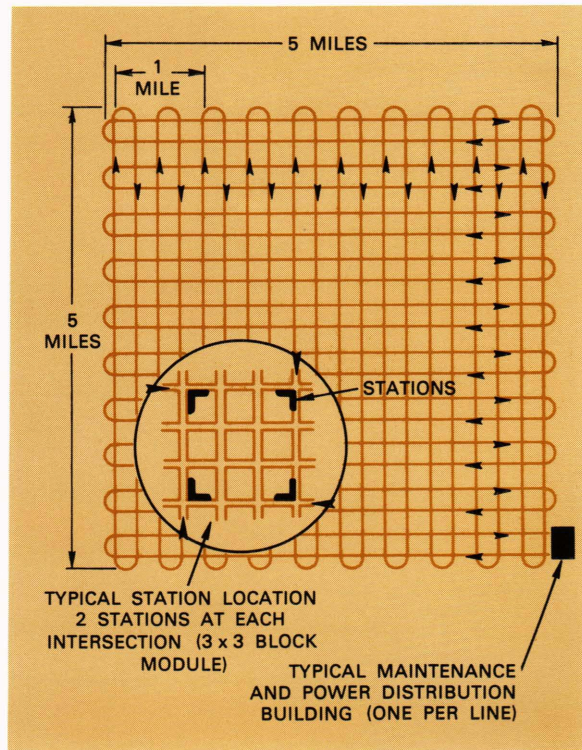 5 MILES
1
MILE
5
MILES
STATIONS
TYPICAL STATION LOCATION
2 STATIONS AT EACH
INTERSECTION (3 x 3 BLOCK
MODULE)
TYPICAL MAINTENANCE
AND POWER DISTRIBUTION
BUILDING (ONE PER LINE)